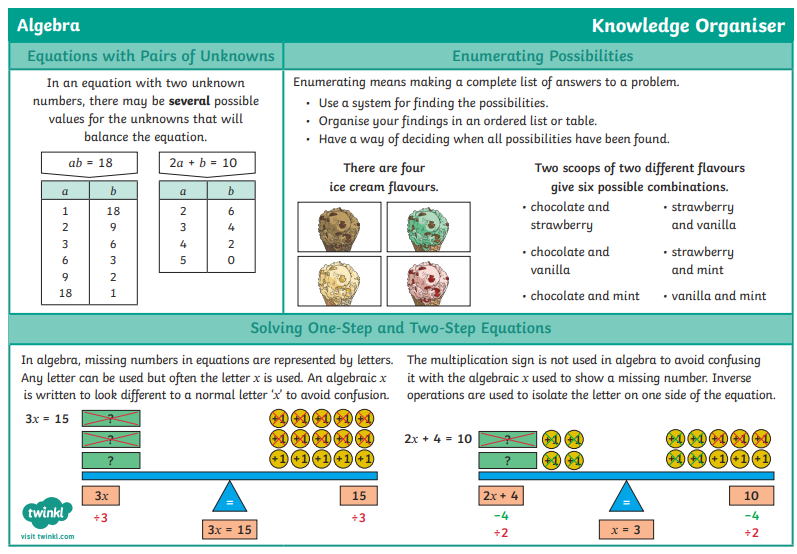 Algebra
Knowledge Organiser
Equations with Pairs of Unknowns
In an equation with two unknown
numbers, there may be several possible
values for the unknowns that will
balance the equation.
ab = 18
a b
1 18
2 9
3 6
6 3
9 2
18 1
2a + b = 10
a b
2 6
3 4
4 2
5 0
Enumerating Possibilities
Enumerating means making a complete list of answers to a problem.
• Use a system for finding the possibilities.
• Organise your findings in an ordered list or table.
• Have a way of deciding when all possibilities have been found.
There are four
ice cream flavours.
Two scoops of two different flavours
give six possible combinations.
• chocolate and
strawberry
• chocolate and
vanilla
• chocolate and mint
• strawberry
and vanilla
• strawberry
and mint
• vanilla and mint
Solving One-Step and Two-Step Equations
In algebra, missing numbers in equations are represented by letters.
Any letter can be used but often the letter x is used. An algebraic x
is written to look different to a normal letter 'x' to avoid confusion.
3x = 15
?
?
?
+1 +1 +1 +1 +1
+1 +1 +1 +1 +1
+1 +1 +1 +1 +1
3x
=
15
÷3
÷3
3x = 15
The multiplication sign is not used in algebra to avoid confusing
it with the algebraic x used to show a missing number. Inverse
operations are used to isolate the letter on one side of the equation.
2x + 4 = 10
? +1 +1
? +1 +1
+1 +1 +1 +1 +1
+1 +1 +1 +1 +1
2x + 4
=
10
−4
−4
÷2
÷2
x = 3
twinkl
visit twinkl.com